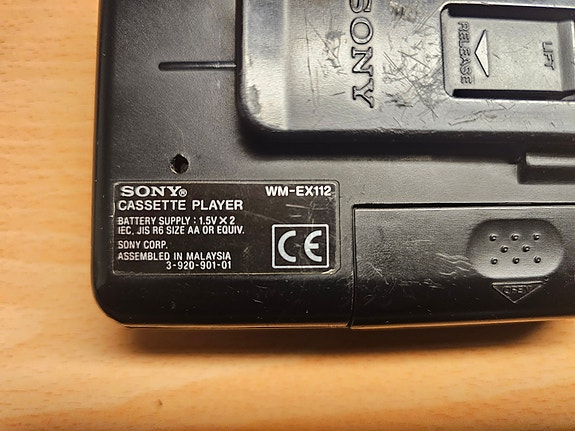 SONY
RELEASE
LIFT
SONY® WM-EX112
CASSETTE PLAYER
BATTERY SUPPLY : 1.5V × 2
IEC, JIS R6 SIZE AA OR EQUIV.
SONY CORP.
ASSEMBLED IN MALAYSIA
3-920-901-01
CE
OPEN